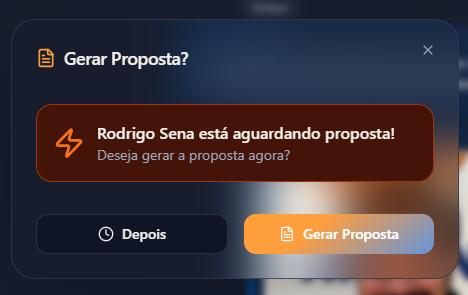 Gerar Proposta?
Rodrigo Sena está aguardando proposta!
Deseja gerar a proposta agora?
Depois
Gerar Proposta